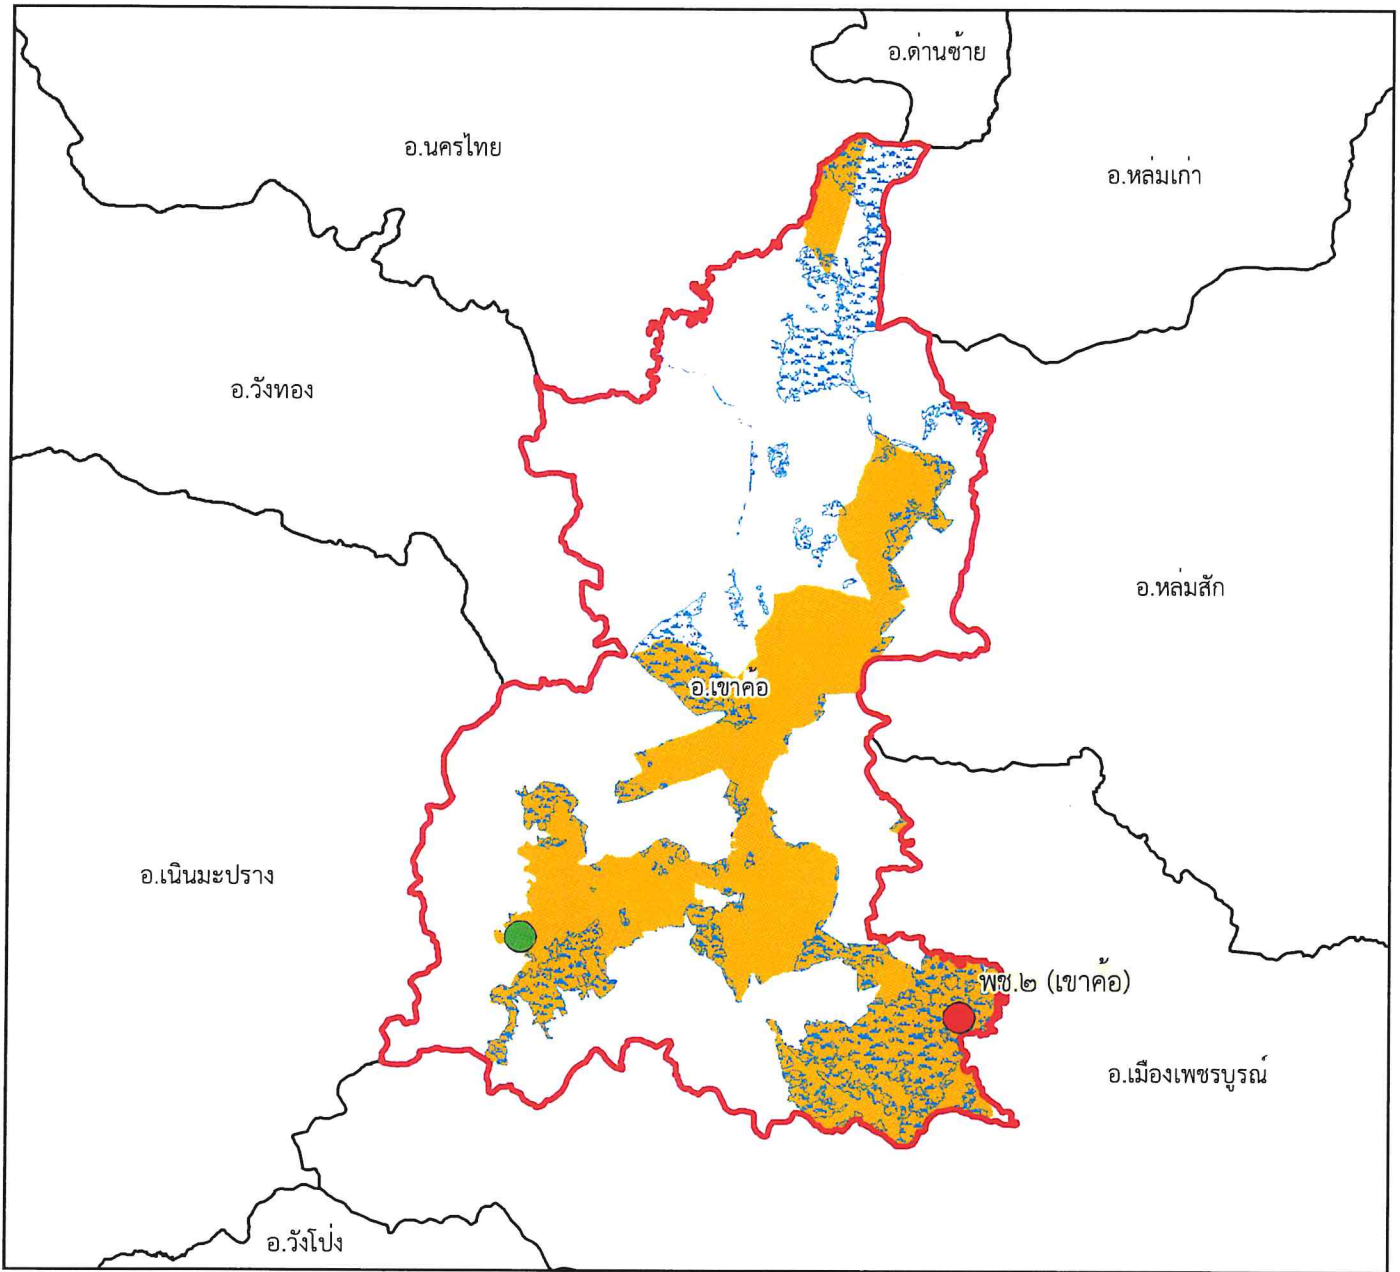 อ.ด่านซ้าย
อ.นครไทย
อ.หล่มเก่า
อ.วังทอง
อ.หล่มสัก
อ.เขาค้อ
อ.เนินมะปราง
พช.๒ (เขาค้อ)
อ.เมืองเพชรบูรณ์
อ.วังโป่ง